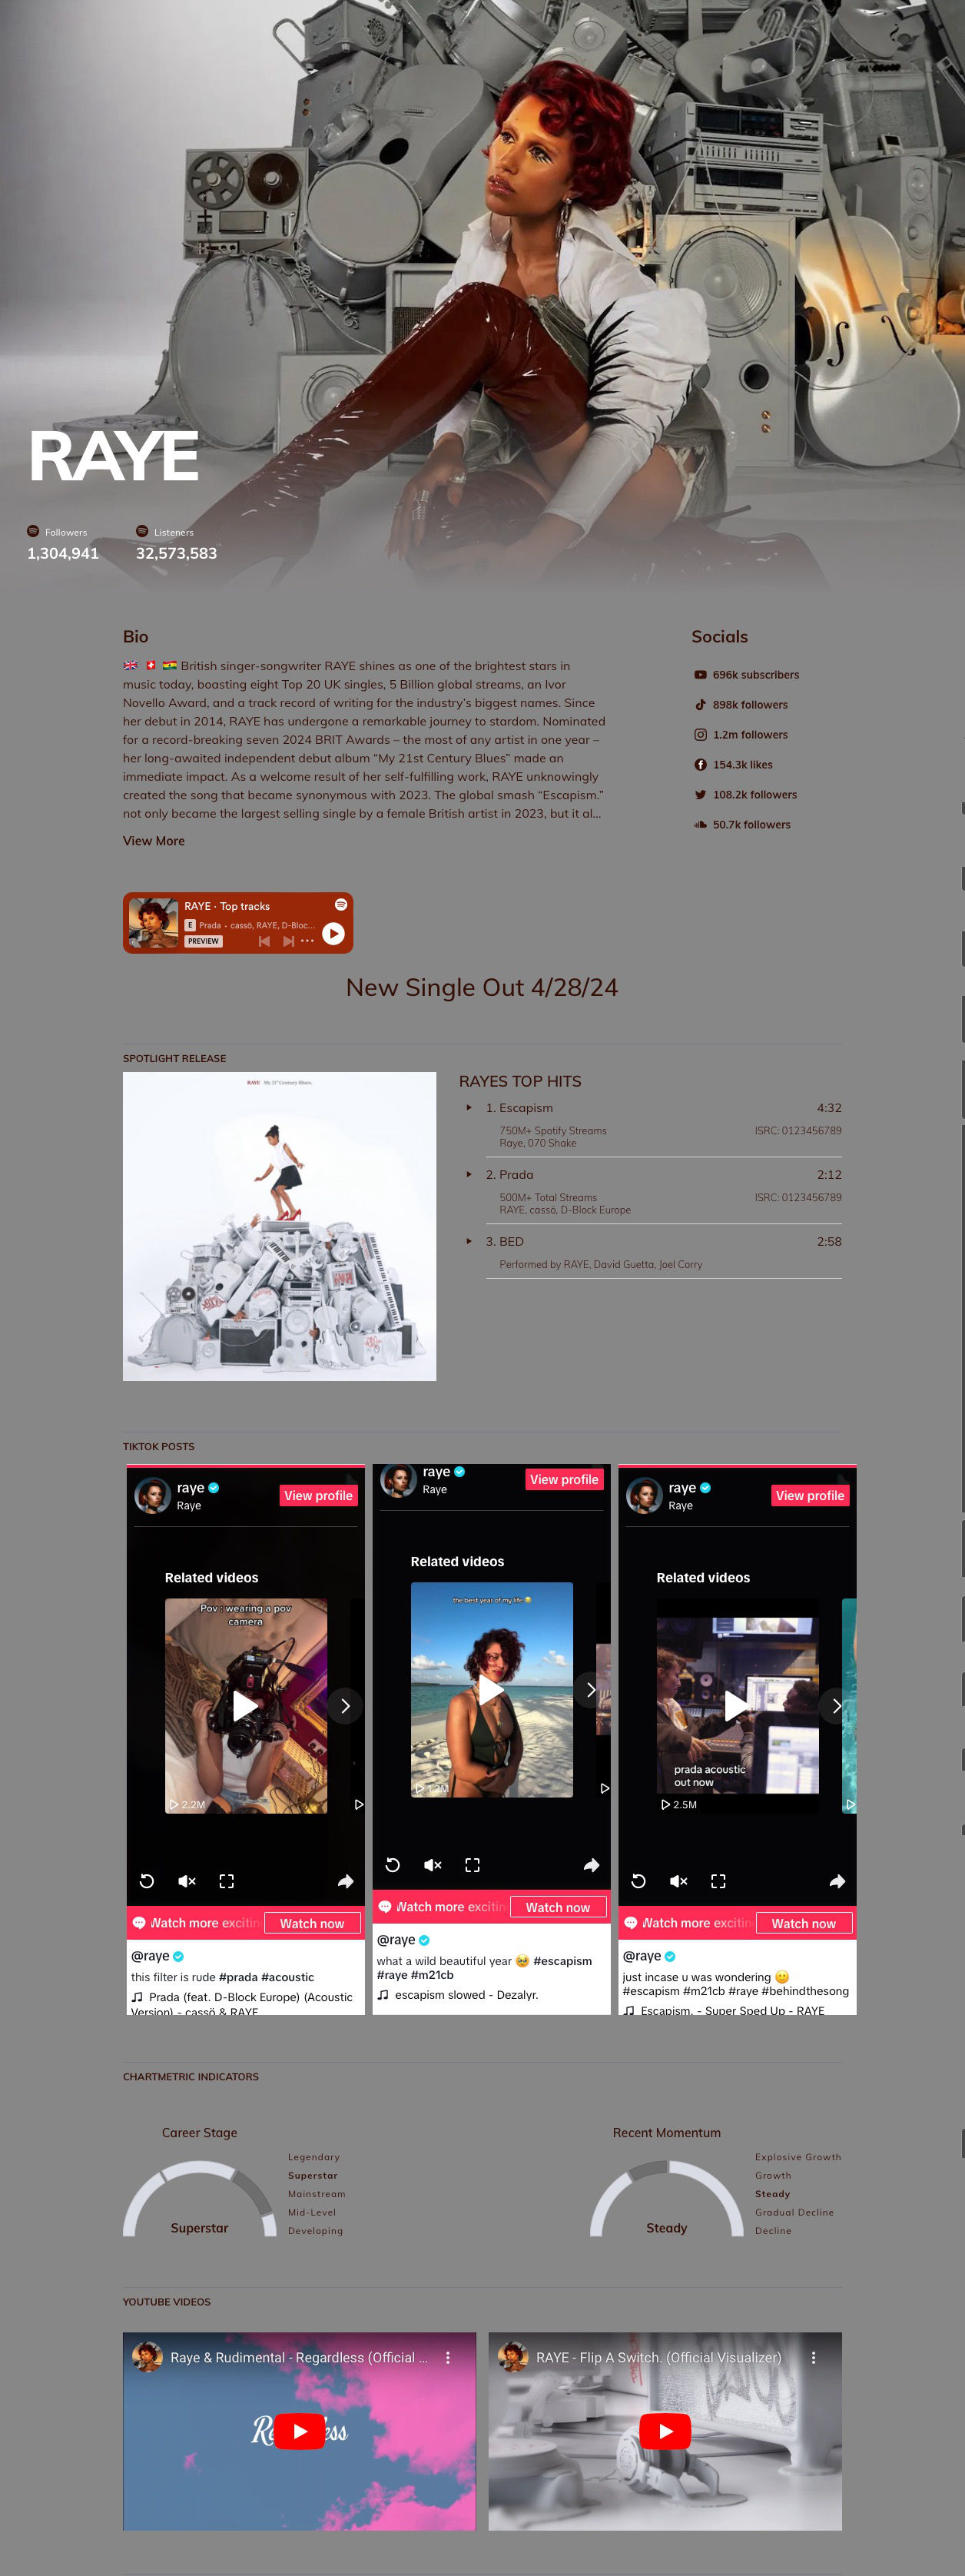 RAYE
Followers
Listeners
1,304,941
32,573,583
Bio
🇬🇧 🇨🇭 🇬🇭 British singer-songwriter RAYE shines as one of the brightest stars in
music today, boasting eight Top 20 UK singles, 5 Billion global streams, an Ivor
Novello Award, and a track record of writing for the industry’s biggest names. Since
her debut in 2014, RAYE has undergone a remarkable journey to stardom. Nominated
for a record-breaking seven 2024 BRIT Awards – the most of any artist in one year –
her long-awaited independent debut album “My 21st Century Blues” made an
immediate impact. As a welcome result of her self-fulfilling work, RAYE unknowingly
created the song that became synonymous with 2023. The global smash “Escapism.”
not only became the largest selling single by a female British artist in 2023, but it al...
View More
Socials
696k subscribers
898k followers
1.2m followers
154.3k likes
108.2k followers
50.7k followers
RAYE · Top tracks
E Prada · cassö, RAYE, D-Bloc...
PREVIEW
New Single Out 4/28/24
SPOTLIGHT RELEASE
RAYE My 21st Century Blues.
RAYES TOP HITS
1. Escapism 4:32
750M+ Spotify Streams ISRC: 0123456789
Raye, 070 Shake
2. Prada 2:12
500M+ Total Streams ISRC: 0123456789
RAYE, cassö, D-Block Europe
3. BED 2:58
Performed by RAYE, David Guetta, Joel Corry
TIKTOK POSTS
raye
Raye
View profile
Related videos
Pov : wearing a pov
camera
2.2M
Watch more excitin
Watch now
@raye
this filter is rude #prada #acoustic
Prada (feat. D-Block Europe) (Acoustic
Version) - cassö & RAYE
raye
Raye
View profile
Related videos
the best year of my life 🥹
Watch more excitin
Watch now
@raye
what a wild beautiful year 🥹 #escapism
#raye #m21cb
escapism slowed - Dezalyr.
raye
Raye
View profile
Related videos
prada acoustic
out now
2.5M
Watch more excitin
Watch now
@raye
just incase u was wondering 🙂
#escapism #m21cb #raye #behindthesong
Escapism. - Super Sped Up - RAYE
CHARTMETRIC INDICATORS
Career Stage
Superstar
Legendary
Superstar
Mainstream
Mid-Level
Developing
Recent Momentum
Steady
Explosive Growth
Growth
Steady
Gradual Decline
Decline
YOUTUBE VIDEOS
Raye & Rudimental - Regardless (Official ...
RAYE - Flip A Switch. (Official Visualizer)